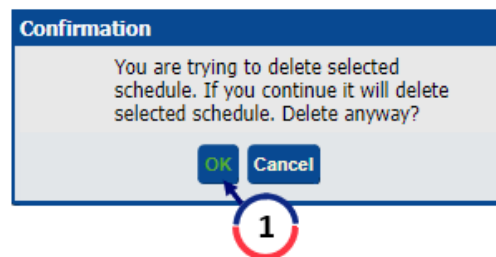 Confirmation
You are trying to delete selected
schedule. If you continue it will delete
selected schedule. Delete anyway?
OK Cancel
1